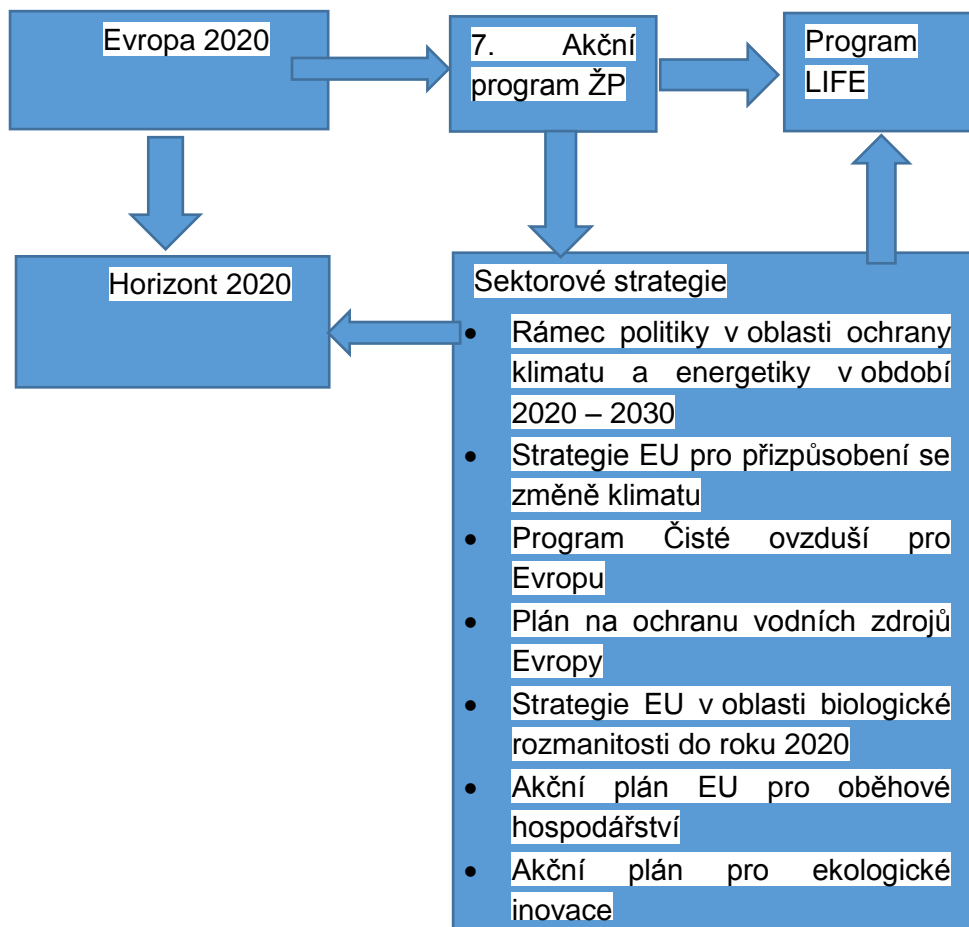 Evropa 2020
7. Akční
program ŽP
Program
LIFE
Horizont 2020
Sektorové strategie
• Rámec politiky v oblasti ochrany
klimatu a energetiky v období
2020 – 2030
• Strategie EU pro přizpůsobení se
změně klimatu
• Program Čisté ovzduší pro
Evropu
• Plán na ochranu vodních zdrojů
Evropy
• Strategie EU v oblasti biologické
rozmanitosti do roku 2020
• Akční plán EU pro oběhové
hospodářství
• Akční plán pro ekologické
inovace